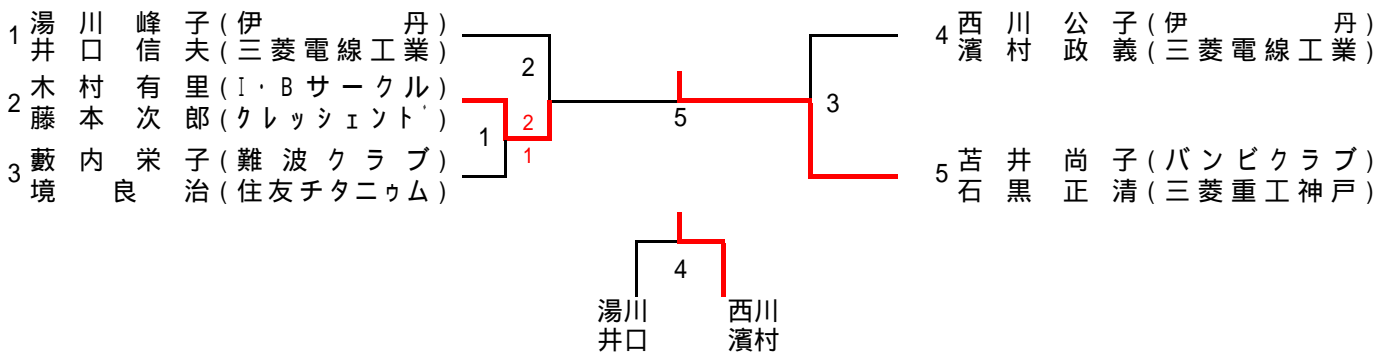 1 湯川峰子(伊丹)
井口信夫(三菱電線工業)
2 木村有里(I・Bサークル)
藤本次郎(クレッシェント゛)
3 藪内栄子(難波クラブ)
境良治(住友チタニゥム)
2
1
2
1
5
3
4 西川公子(伊丹)
濱村政義(三菱電線工業)
5 苫井尚子(バンビクラブ)
石黒正清(三菱重工神戸)
4
湯川 西川
井口 濱村